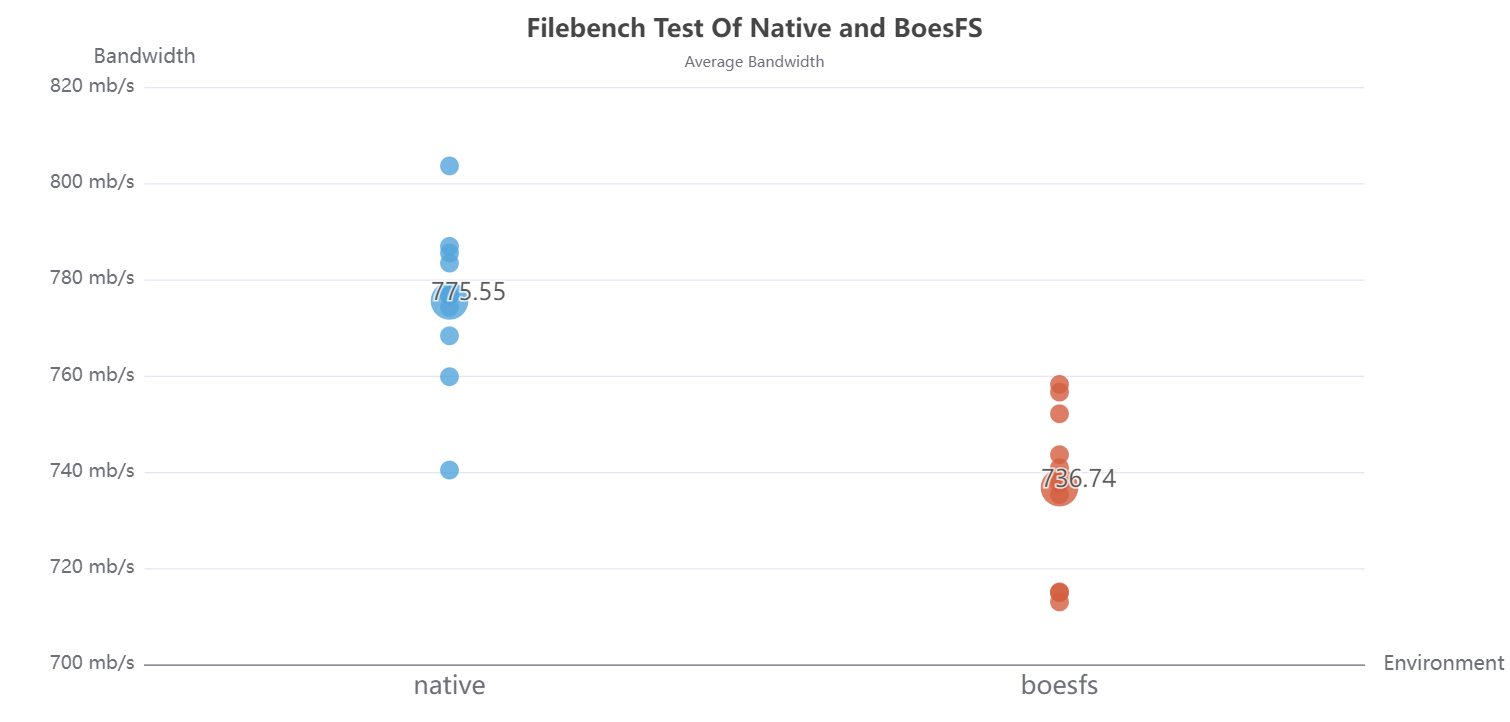 Filebench Test Of Native and BoesFS
Average Bandwidth
Bandwidth
820 mb/s
800 mb/s
780 mb/s
775.55
760 mb/s
740 mb/s
736.74
720 mb/s
700 mb/s
Environment
native
boesfs